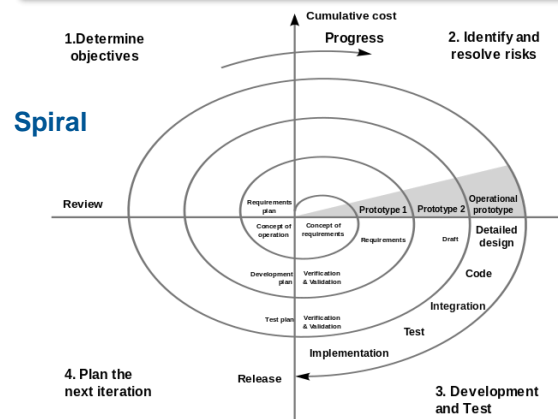 Cumulative cost
Progress
1.Determine
objectives
2. Identify and
resolve risks
Spiral
Review
Requirements
plan
Prototype 1
Prototype 2
Operational
prototype
Concept of
operation
Concept of
requirements
Requirements
Draft
Detailed
design
Development
plan
Verification
& Validation
Code
Test plan
Verification
& Validation
Integration
Test
Implementation
Release
4. Plan the
next iteration
3. Development
and Test